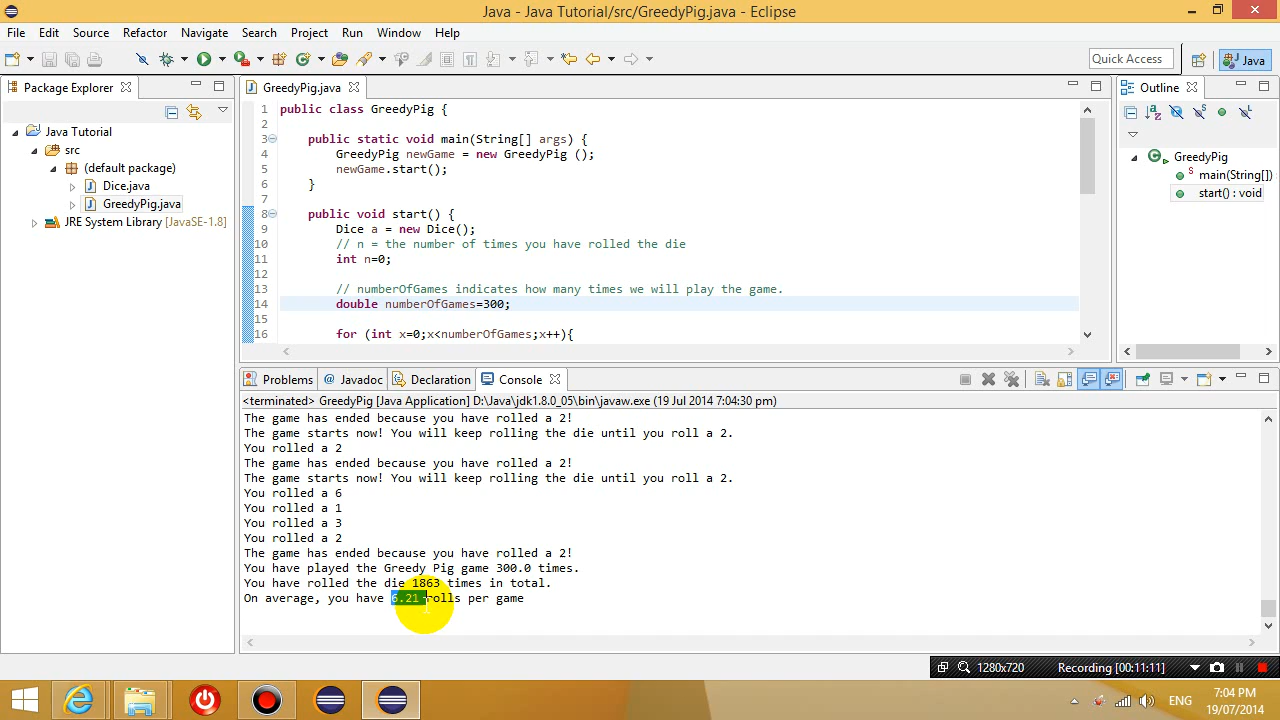 Java - Java Tutorial/src/GreedyPig.java - Eclipse
File Edit Source Refactor Navigate Search Project Run Window Help
Quick Access
Java
Package Explorer
Java Tutorial
src
(default package)
Dice.java
GreedyPig.java
JRE System Library [JavaSE-1.8]
GreedyPig.java
1 public class GreedyPig {
2
3 public static void main(String[] args) {
4 GreedyPig newGame = new GreedyPig ();
5 newGame.start();
6 }
7
8 public void start() {
9 Dice a = new Dice();
10 // n = the number of times you have rolled the die
11 int n=0;
12
13 // numberOfGames indicates how many times we will play the game.
14 double numberOfGames=300;
15
16 for (int x=0;x<numberOfGames;x++){
Outline
GreedyPig
main(String[])
start() : void
Problems @ Javadoc Declaration Console
<terminated> GreedyPig [Java Application] D:\Java\jdk1.8.0_05\bin\javaw.exe (19 Jul 2014 7:04:30 pm)
The game has ended because you have rolled a 2!
The game starts now! You will keep rolling the die until you roll a 2.
You rolled a 2
The game has ended because you have rolled a 2!
The game starts now! You will keep rolling the die until you roll a 2.
You rolled a 6
You rolled a 1
You rolled a 3
You rolled a 2
The game has ended because you have rolled a 2!
You have played the Greedy Pig game 300.0 times.
You have rolled the die 1863 times in total.
On average, you have 6.21 rolls per game
1280x720 Recording [00:11:11]
ENG
7:04 PM
19/07/2014